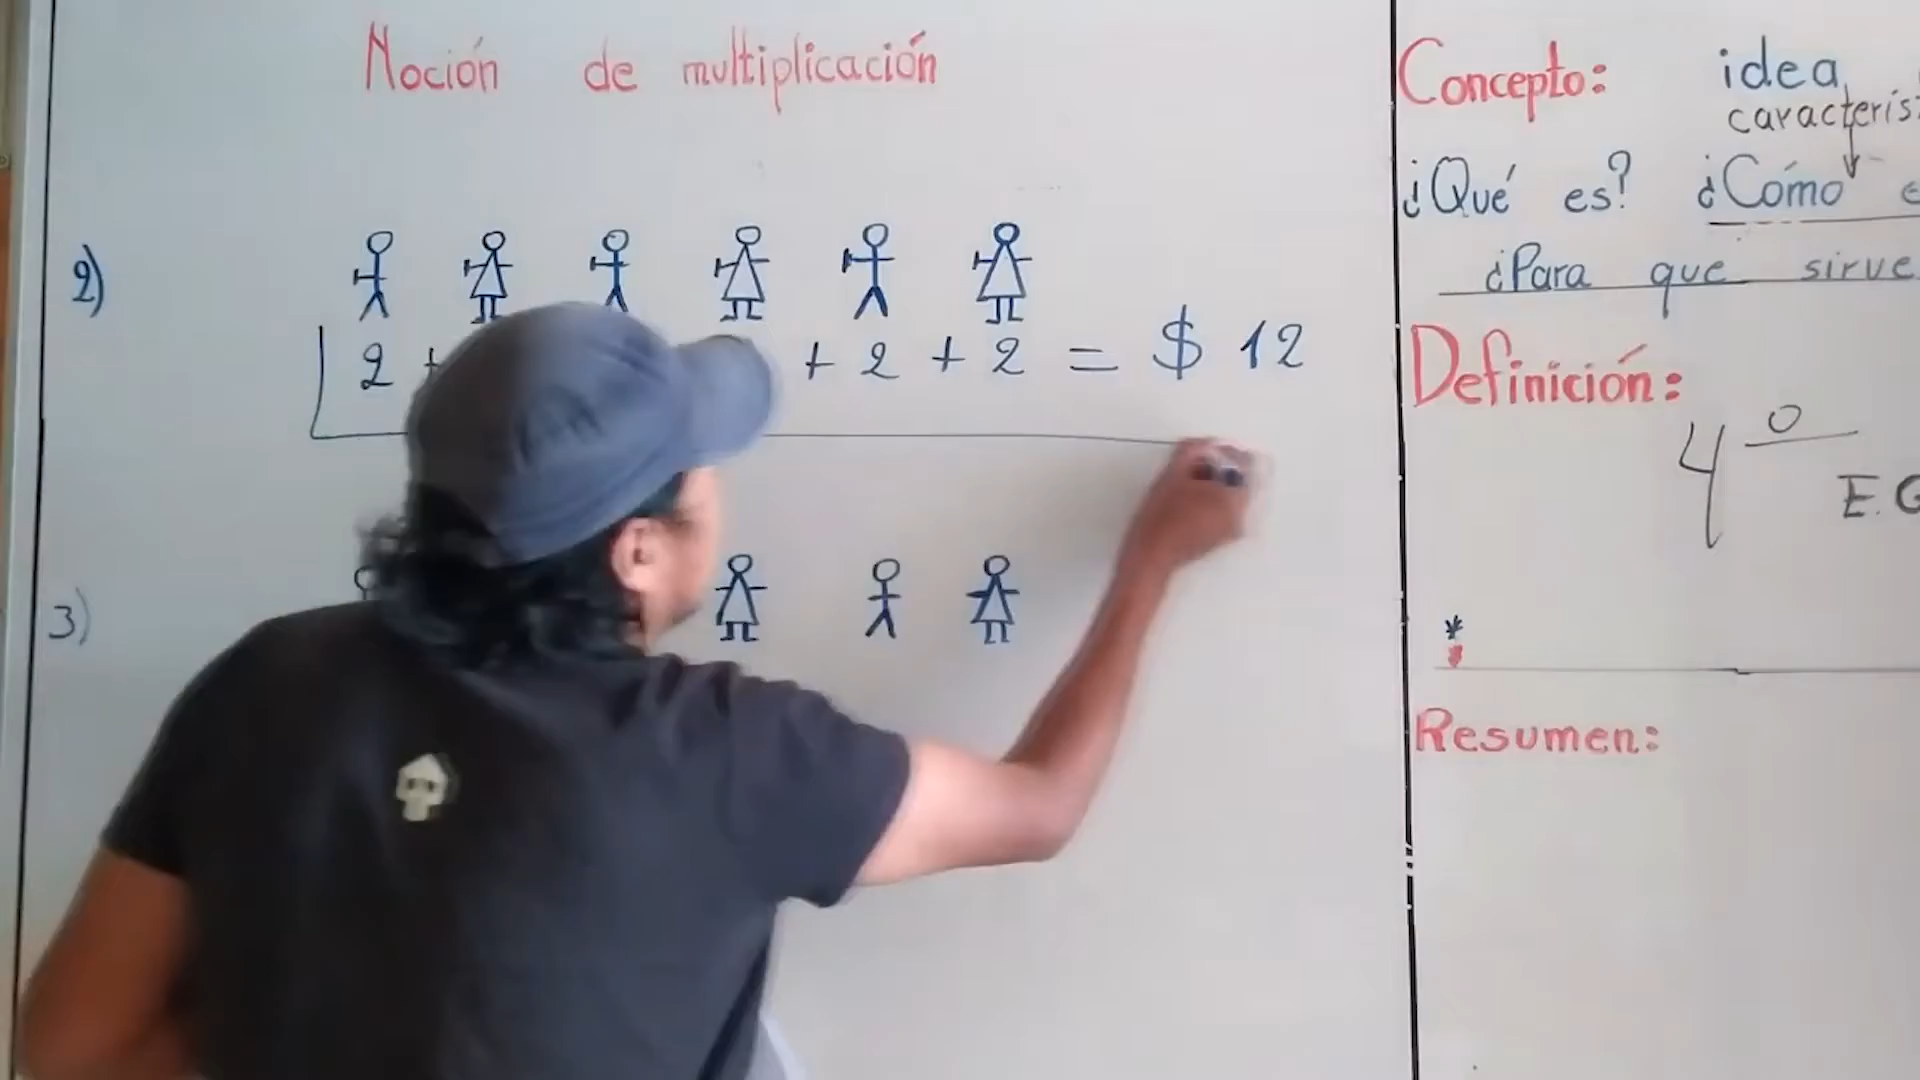 Noción de multiplicación
2)
2 + + 2 + 2 = $ 12
3)
Concepto: idea
¿Qué es? ¿Cómo
¿Para que sirve
Definición:
4 o
E.G
*
Resumen: